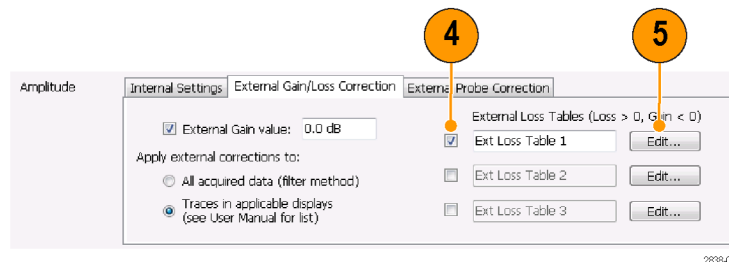 4 5
Amplitude
Internal Settings External Gain/Loss Correction External Probe Correction
External Loss Tables (Loss > 0, Gain < 0)
External Gain value: 0.0 dB
Ext Loss Table 1 Edit...
Apply external corrections to:
All acquired data (filter method)
Ext Loss Table 2 Edit...
Traces in applicable displays
(see User Manual for list)
Ext Loss Table 3 Edit...